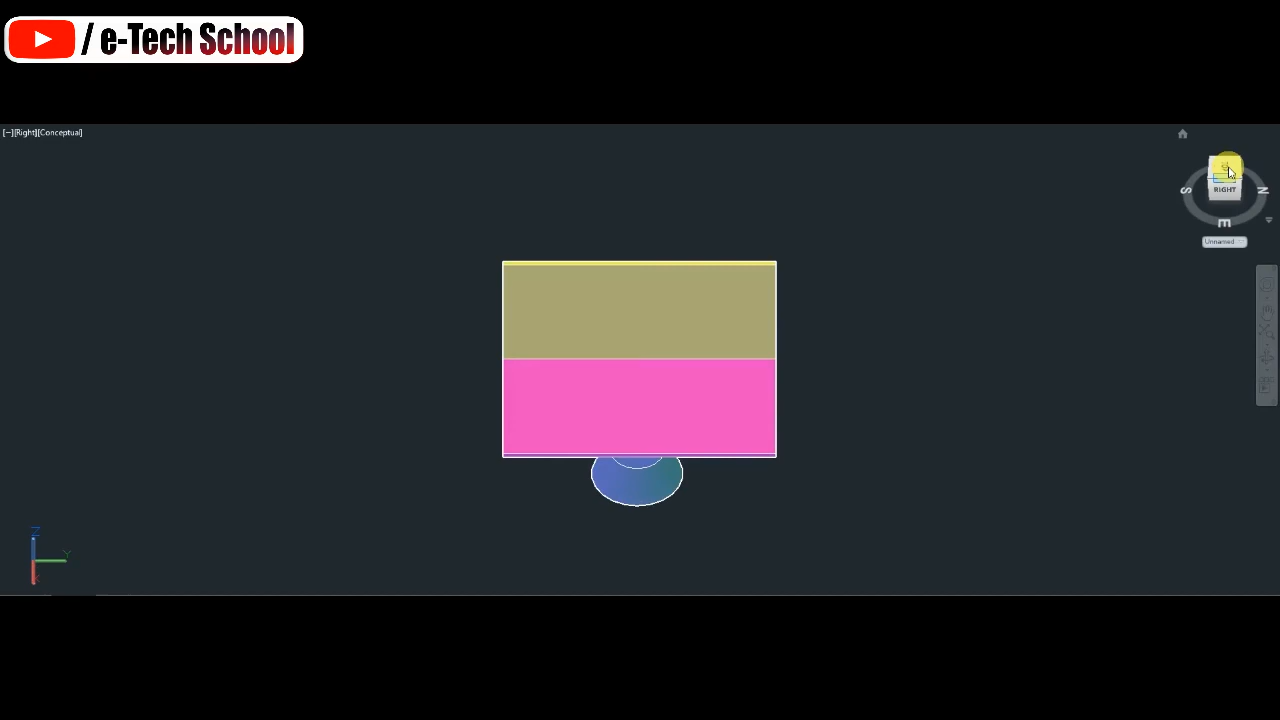 / e-Tech School
[−][Right][Conceptual]
RIGHT
S
N
E
Unnamed
Z
Y
X